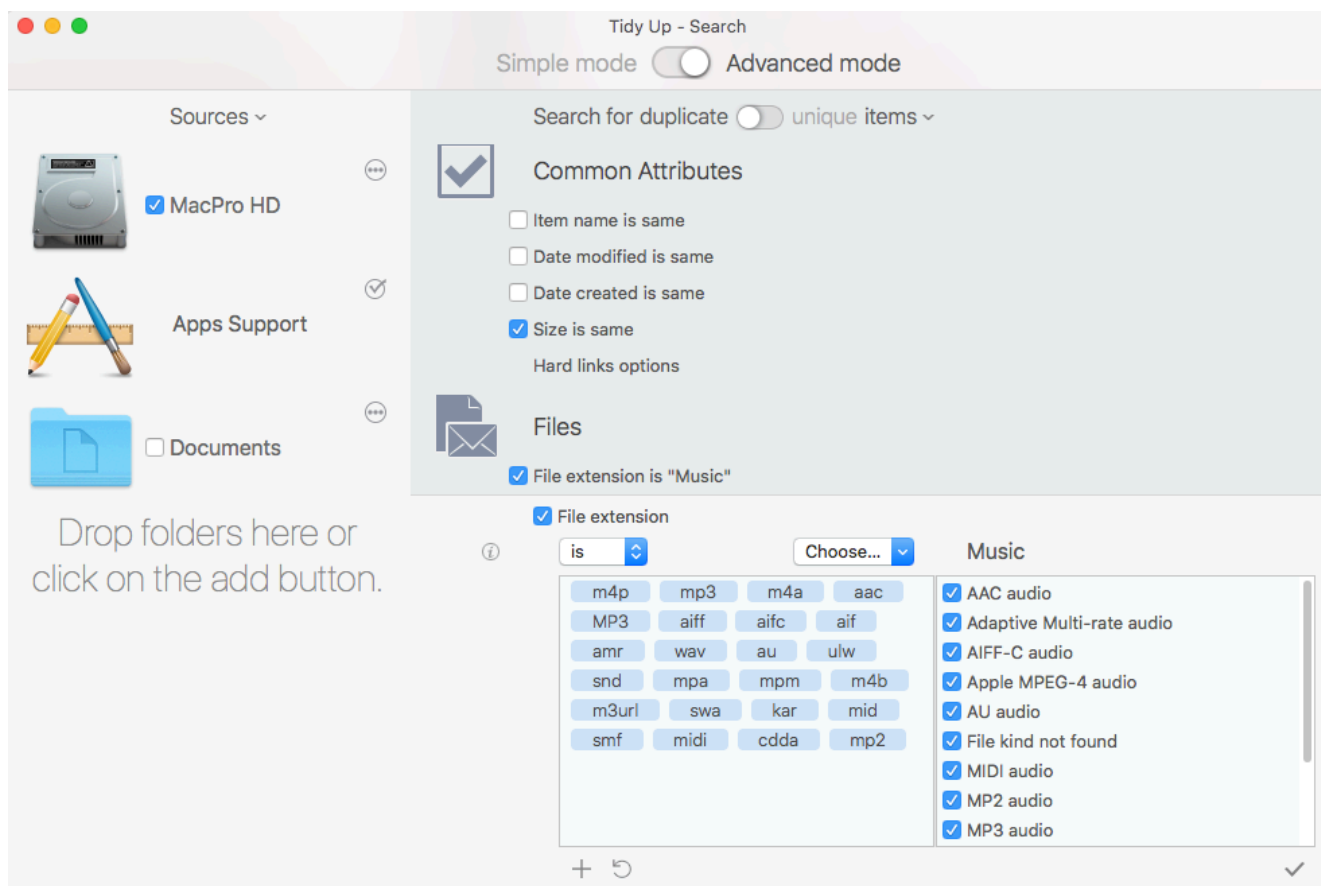 Tidy Up - Search
Simple mode Advanced mode
Sources
MacPro HD
Apps Support
Documents
Drop folders here or
click on the add button.
Search for duplicate unique items
Common Attributes
Item name is same
Date modified is same
Date created is same
Size is same
Hard links options
Files
File extension is "Music"
File extension
is Choose... Music
m4p mp3 m4a aac
MP3 aiff aifc aif
amr wav au ulw
snd mpa mpm m4b
m3url swa kar mid
smf midi cdda mp2
AAC audio
Adaptive Multi-rate audio
AIFF-C audio
Apple MPEG-4 audio
AU audio
File kind not found
MIDI audio
MP2 audio
MP3 audio